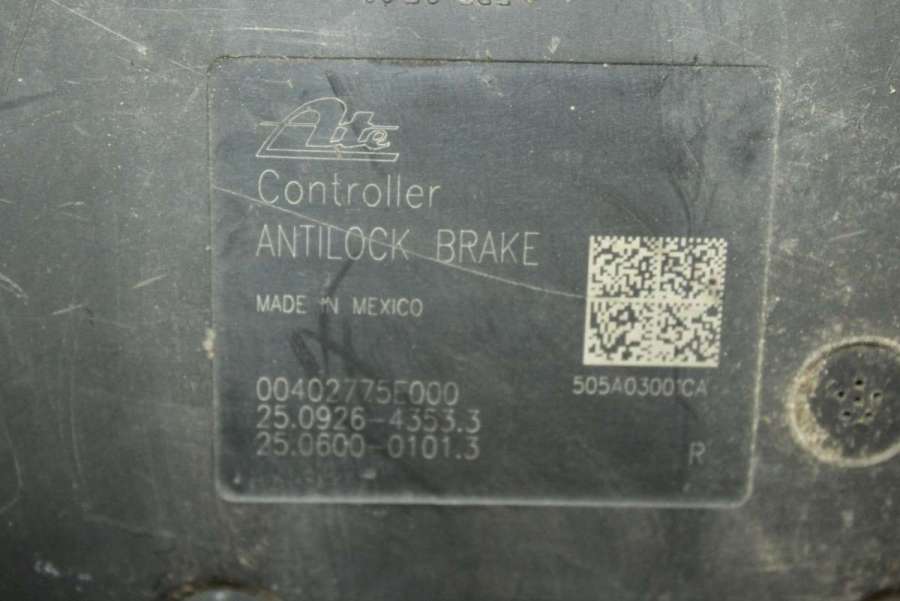 Ate
Controller
ANTILOCK BRAKE
MADE IN MEXICO
505A03001CA
00402775E000
25.0926-4353.3
25.0600-0101.3
R